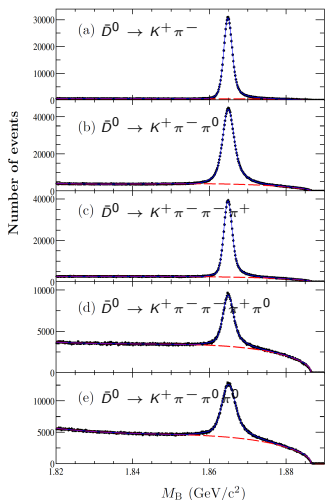 30000
20000
10000
0
(a) D̄⁰ → K⁺π⁻
40000
20000
0
(b) D̄⁰ → K⁺π⁻π⁰
40000
20000
0
(c) D̄⁰ → K⁺π⁻π⁻π⁺
10000
5000
0
(d) D̄⁰ → K⁺π⁻π⁻π⁺π⁰
10000
5000
0
(e) D̄⁰ → K⁺π⁻π⁰π⁰
Number of events
1.82 1.84 1.86 1.88
M_B (GeV/c²)